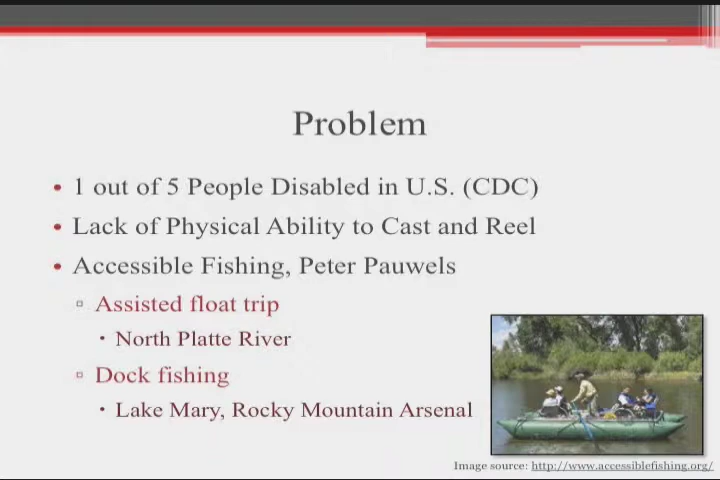 Problem
• 1 out of 5 People Disabled in U.S. (CDC)
• Lack of Physical Ability to Cast and Reel
• Accessible Fishing, Peter Pauwels
▫ Assisted float trip
▪ North Platte River
▫ Dock fishing
▪ Lake Mary, Rocky Mountain Arsenal
Image source: http://www.accessiblefishing.org/